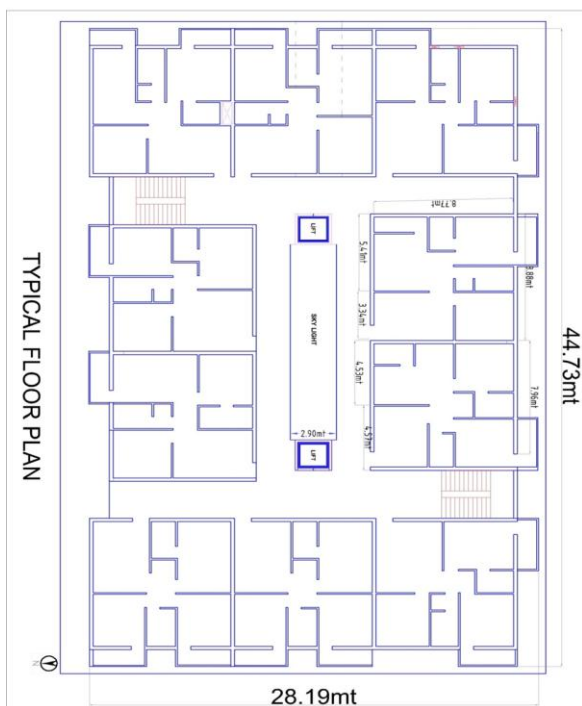 8.77mt
LIFT
5.41mt
8.88mt
3.34mt
SKY LIGHT
44.73mt
4.53mt
7.96mt
TYPICAL FLOOR PLAN
4.57mt
2.90mt
LIFT
N
28.19mt